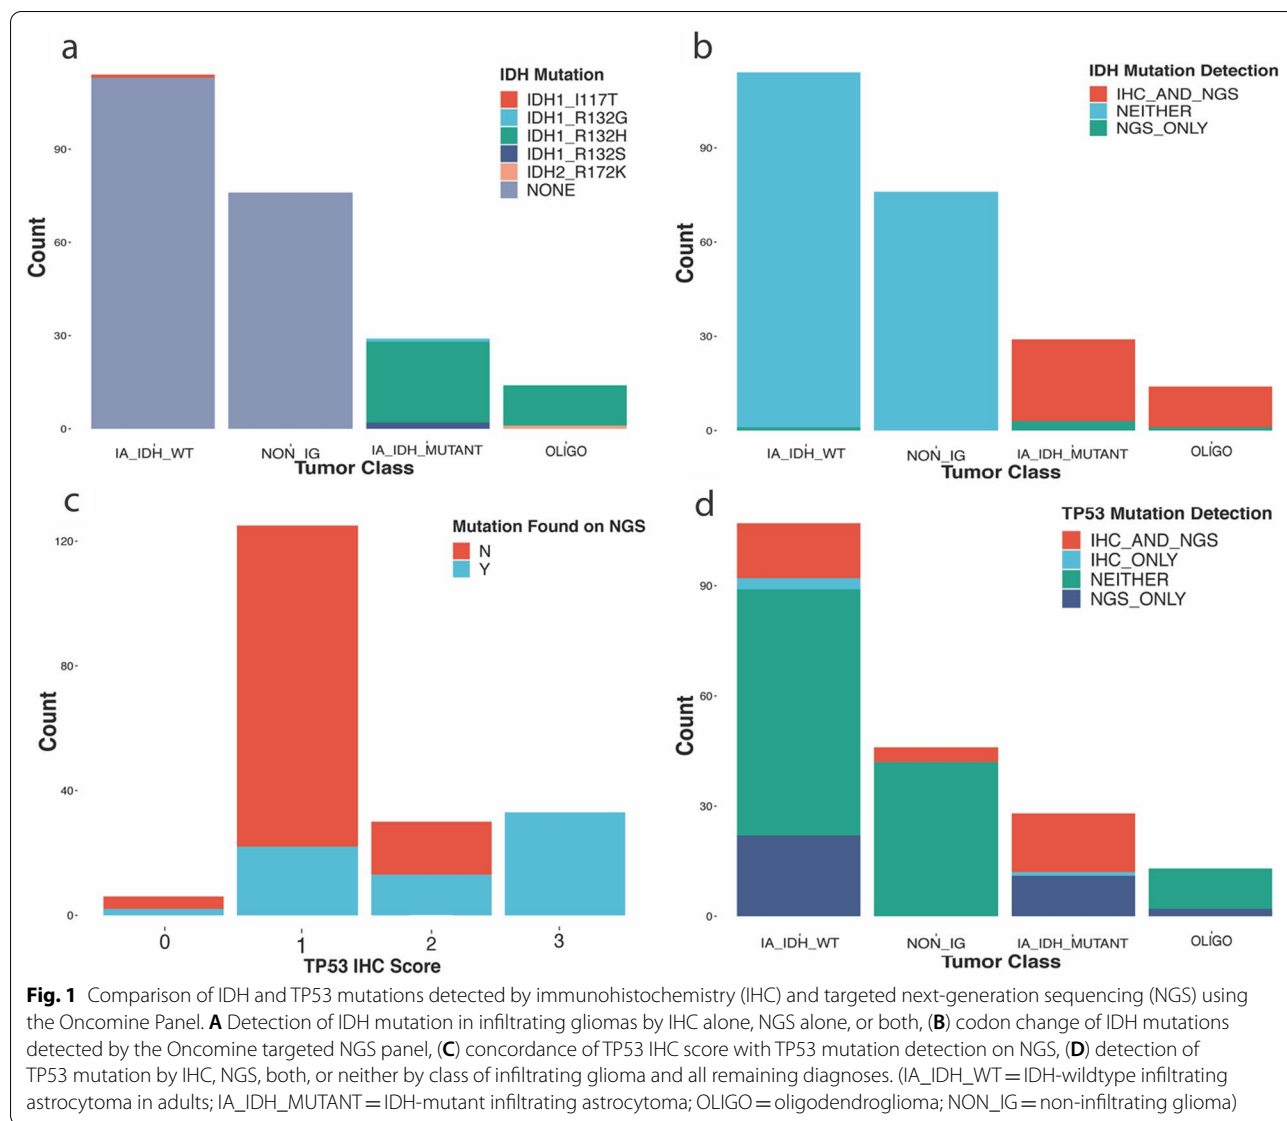 a
IDH Mutation
IDH1_I117T
IDH1_R132G
IDH1_R132H
IDH1_R132S
IDH2_R172K
NONE
Count
90
60
30
0
IA_IDH_WT
NON_IG
IA_IDH_MUTANT
OLIGO
Tumor Class
b
IDH Mutation Detection
IHC_AND_NGS
NEITHER
NGS_ONLY
Count
90
60
30
0
IA_IDH_WT
NON_IG
IA_IDH_MUTANT
OLIGO
Tumor Class
c
Mutation Found on NGS
N
Y
Count
120
80
40
0
0
1
2
3
TP53 IHC Score
d
TP53 Mutation Detection
IHC_AND_NGS
IHC_ONLY
NEITHER
NGS_ONLY
Count
90
60
30
0
IA_IDH_WT
NON_IG
IA_IDH_MUTANT
OLIGO
Tumor Class
Fig. 1 Comparison of IDH and TP53 mutations detected by immunohistochemistry (IHC) and targeted next-generation sequencing (NGS) using
the Oncomine Panel. A Detection of IDH mutation in infiltrating gliomas by IHC alone, NGS alone, or both, (B) codon change of IDH mutations
detected by the Oncomine targeted NGS panel, (C) concordance of TP53 IHC score with TP53 mutation detection on NGS, (D) detection of
TP53 mutation by IHC, NGS, both, or neither by class of infiltrating glioma and all remaining diagnoses. (IA_IDH_WT = IDH-wildtype infiltrating
astrocytoma in adults; IA_IDH_MUTANT = IDH-mutant infiltrating astrocytoma; OLIGO = oligodendroglioma; NON_IG = non-infiltrating glioma)